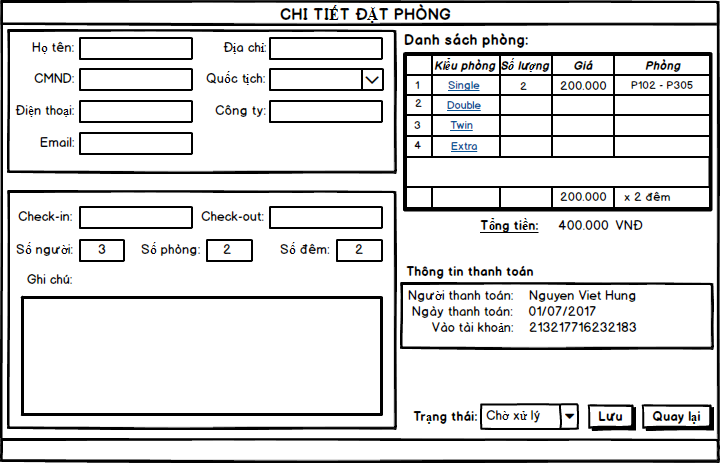 CHI TIẾT ĐẶT PHÒNG
Họ tên:
Địa chỉ:
CMND:
Quốc tịch:
Điện thoại:
Công ty:
Email:
Check-in:
Check-out:
Số người: 3
Số phòng: 2
Số đêm: 2
Ghi chú:
Danh sách phòng:
Kiểu phòng Số lượng Giá Phòng
1 Single 2 200.000 P102 - P305
2 Double
3 Twin
4 Extra
200.000 x 2 đêm
Tổng tiền: 400.000 VNĐ
Thông tin thanh toán
Người thanh toán: Nguyen Viet Hung
Ngày thanh toán: 01/07/2017
Vào tài khoản: 213217716232183
Trạng thái: Chờ xử lý Lưu Quay lại